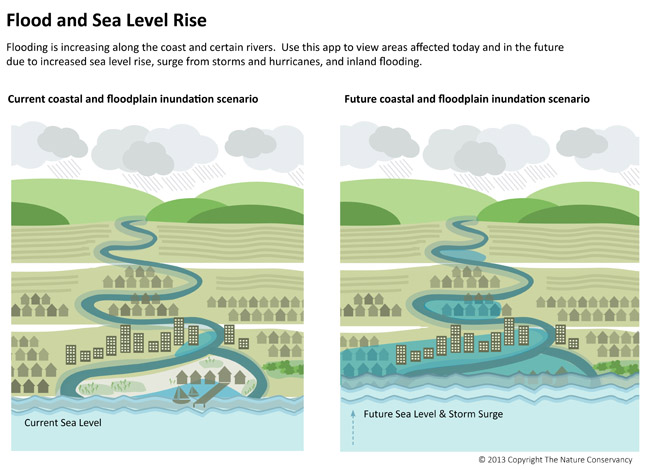 Flood and Sea Level Rise
Flooding is increasing along the coast and certain rivers.  Use this app to view areas affected today and in the future
due to increased sea level rise, surge from storms and hurricanes, and inland flooding.
Current coastal and floodplain inundation scenario
Future coastal and floodplain inundation scenario
Current Sea Level
Future Sea Level & Storm Surge
© 2013 Copyright The Nature Conservancy